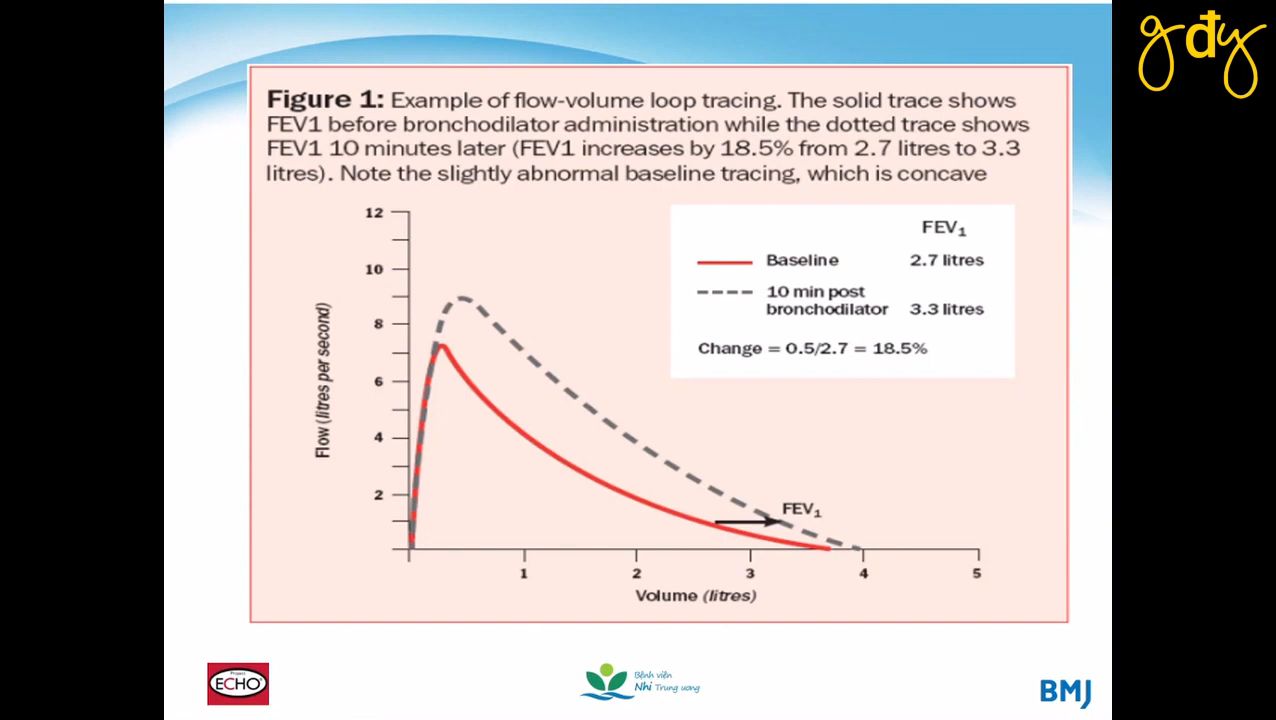 gđy
Figure 1: Example of flow-volume loop tracing. The solid trace shows
FEV1 before bronchodilator administration while the dotted trace shows
FEV1 10 minutes later (FEV1 increases by 18.5% from 2.7 litres to 3.3
litres). Note the slightly abnormal baseline tracing, which is concave
12
10
8
6
4
2
Flow (litres per second)
FEV₁
Baseline 2.7 litres
10 min post
bronchodilator 3.3 litres
Change = 0.5/2.7 = 18.5%
FEV₁
1 2 3 4 5
Volume (litres)
Project
ECHO
Bệnh viện
Nhi Trung ương
BMJ